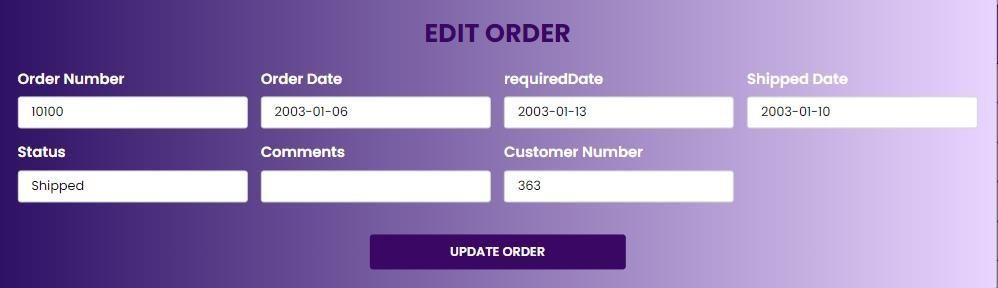 EDIT ORDER
Order Number Order Date requiredDate Shipped Date
10100 2003-01-06 2003-01-13 2003-01-10
Status Comments Customer Number
Shipped 363
UPDATE ORDER